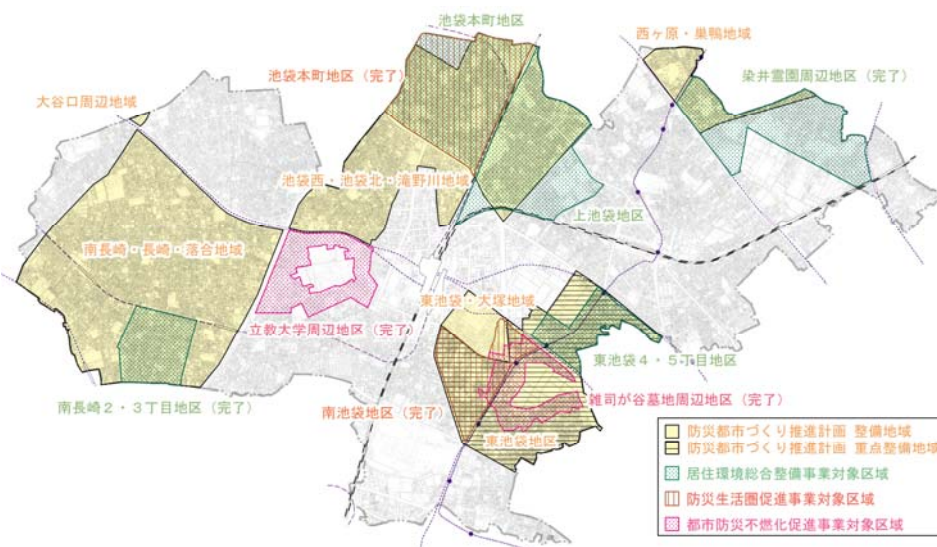 池袋本町地区
西ヶ原・巣鴨地域
池袋本町地区(完了)
染井霊園周辺地区(完了)
大谷口周辺地域
池袋西・池袋北・滝野川地域
上池袋地区
南長崎・長崎・落合地域
東池袋・大塚地域
立教大学周辺地区(完了)
東池袋4・5丁目地区
南長崎2・3丁目地区(完了)
南池袋地区(完了)
雑司が谷墓地周辺地区(完了)
東池袋地区
防災都市づくり推進計画 整備地域
防災都市づくり推進計画 重点整備地域
居住環境総合整備事業対象区域
防災生活圏促進事業対象区域
都市防災不燃化促進事業対象区域